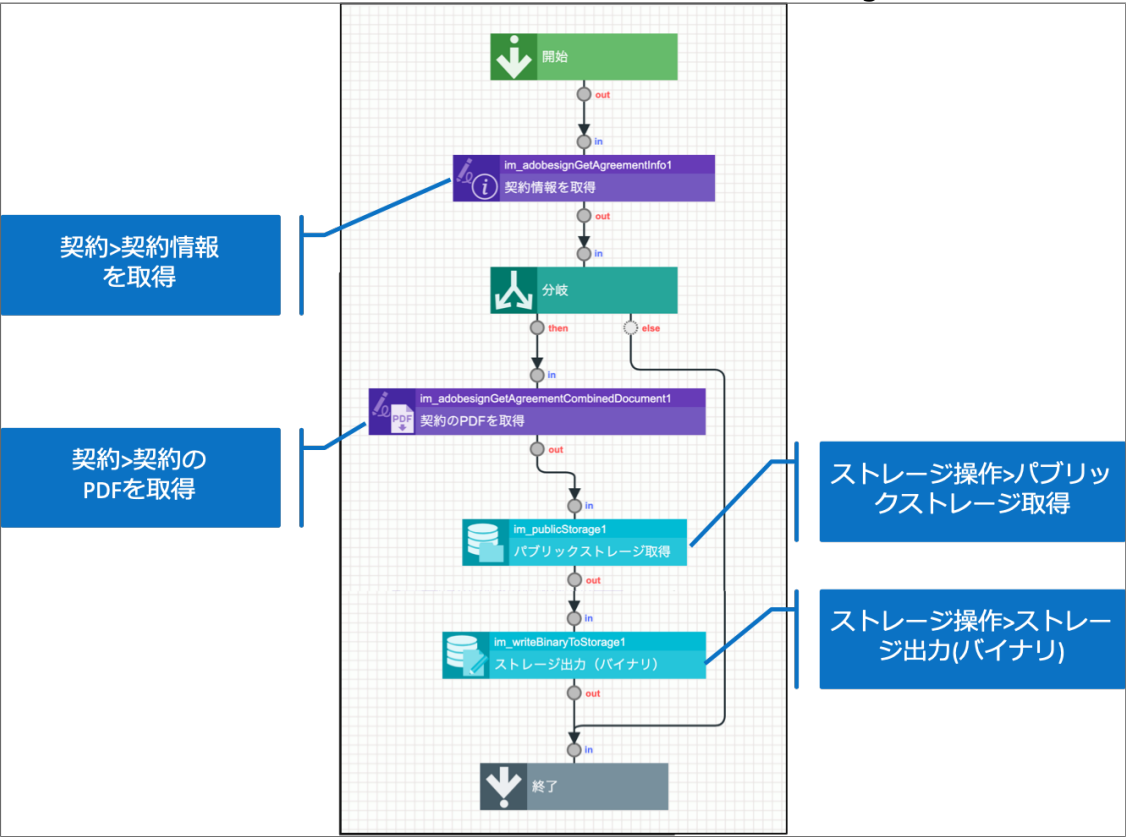 開始
out
in
im_adobesignGetAgreementInfo1
契約情報を取得
out
in
契約>契約情報
を取得
分岐
then
else
in
im_adobesignGetAgreementCombinedDocument1
PDF
契約のPDFを取得
out
契約>契約の
PDFを取得
in
im_publicStorage1
パブリックストレージ取得
out
ストレージ操作>パブリッ
クストレージ取得
in
im_writeBinaryToStorage1
ストレージ出力（バイナリ）
out
ストレージ操作>ストレー
ジ出力(バイナリ)
in
終了